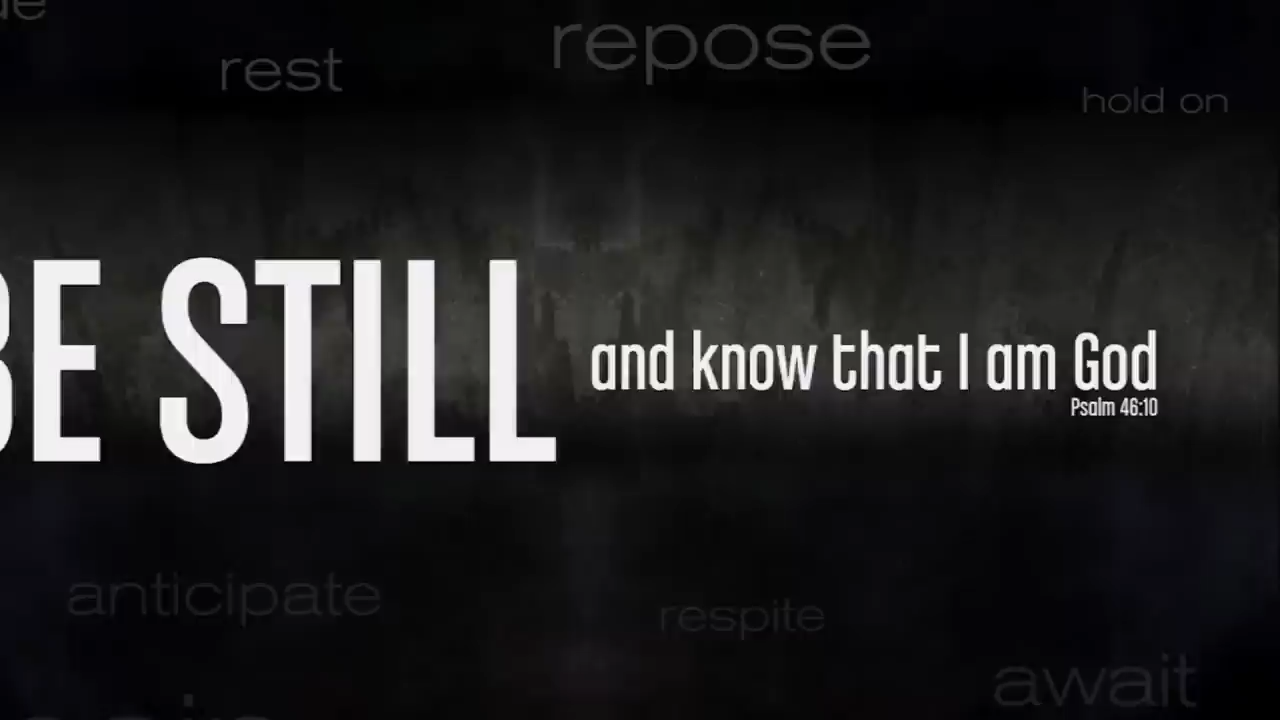 repose
rest
hold on
BE STILL
and know that I am God
Psalm 46:10
anticipate
respite
await